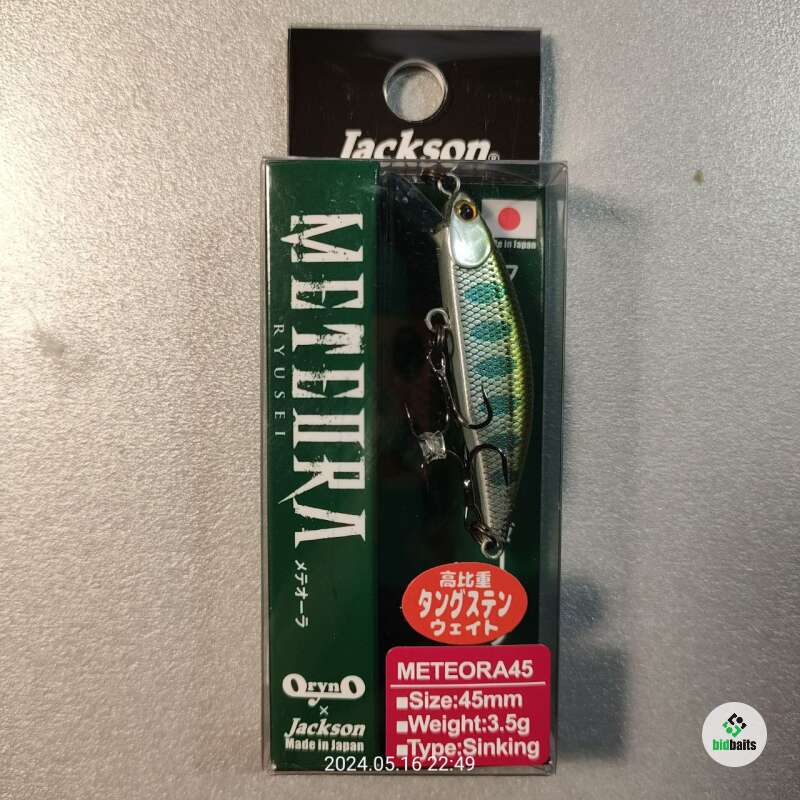 Jackson®
METEORA
RYUSEI
メテオーラ
Made in Japan
高比重
タングステン
ウェイト
METEORA45
■Size:45mm
■Weight:3.5g
■Type:Sinking
OrynO
×
Jackson
Made in Japan
2024.05.16 22:49
bidbaits